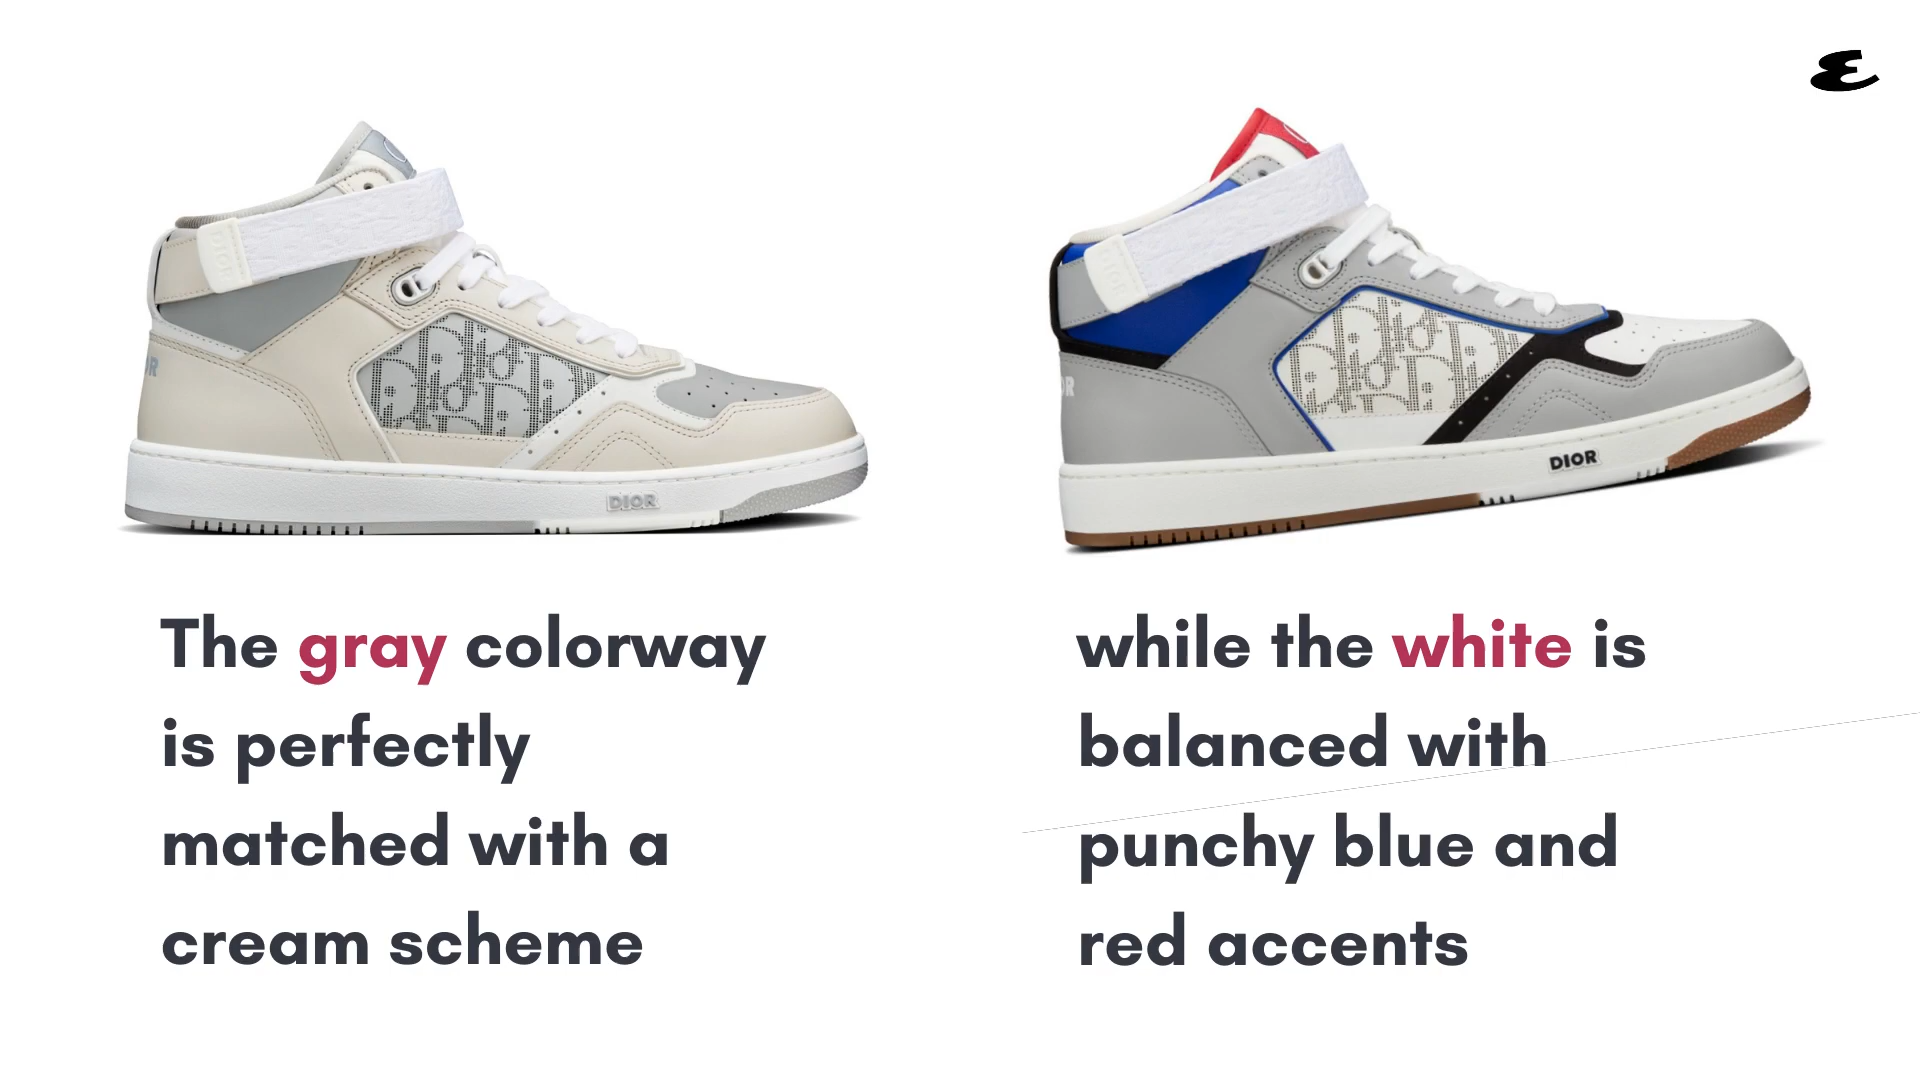 The gray colorway
is perfectly
matched with a
cream scheme
while the white is
balanced with
punchy blue and
red accents
DIOR
DIOR